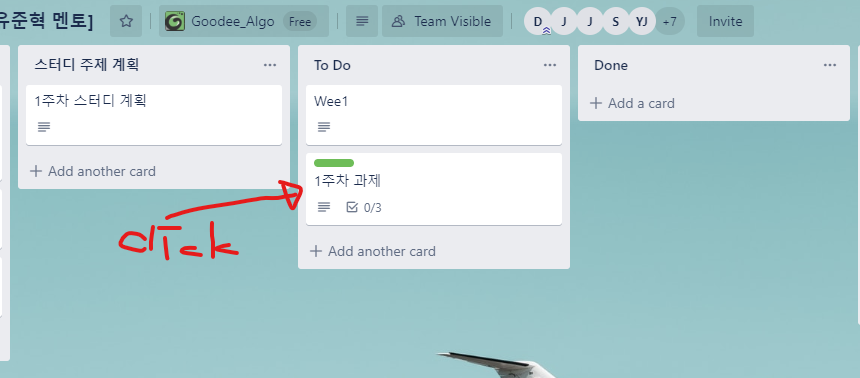 유준혁 멘토]
Goodee_Algo
Free
Team Visible
D
J
J
S
YJ
+7
Invite
스터디 주제 계획
1주차 스터디 계획
+ Add another card
To Do
Wee1
1주차 과제
0/3
+ Add another card
Done
+ Add a card
click